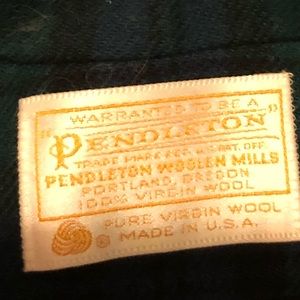 WARRANTED TO BE A
"PENDLETON"
TRADE MARK REG. U.S. PAT. OFF.
PENDLETON WOOLEN MILLS
PORTLAND, OREGON
100% VIRGIN WOOL
PURE VIRGIN WOOL
® MADE IN U.S.A.